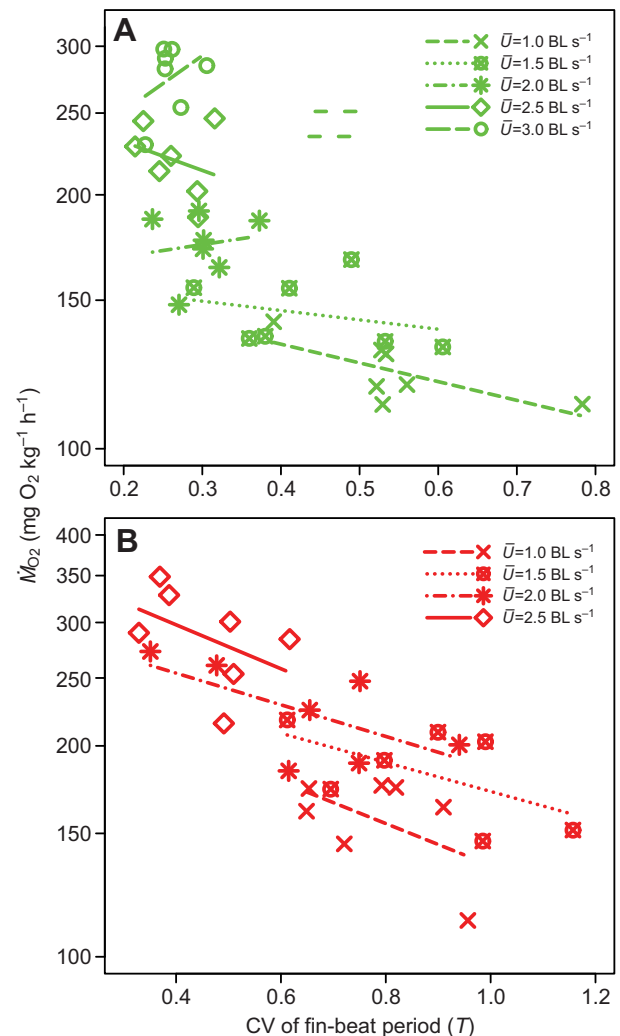 A
300
250
200
150
100
0.2 0.3 0.4 0.5 0.6 0.7 0.8
Ū=1.0 BL s⁻¹
Ū=1.5 BL s⁻¹
Ū=2.0 BL s⁻¹
Ū=2.5 BL s⁻¹
Ū=3.0 BL s⁻¹
ṀO₂ (mg O₂ kg⁻¹ h⁻¹)
B
400
350
300
250
200
150
100
0.4 0.6 0.8 1.0 1.2
Ū=1.0 BL s⁻¹
Ū=1.5 BL s⁻¹
Ū=2.0 BL s⁻¹
Ū=2.5 BL s⁻¹
CV of fin-beat period (T)